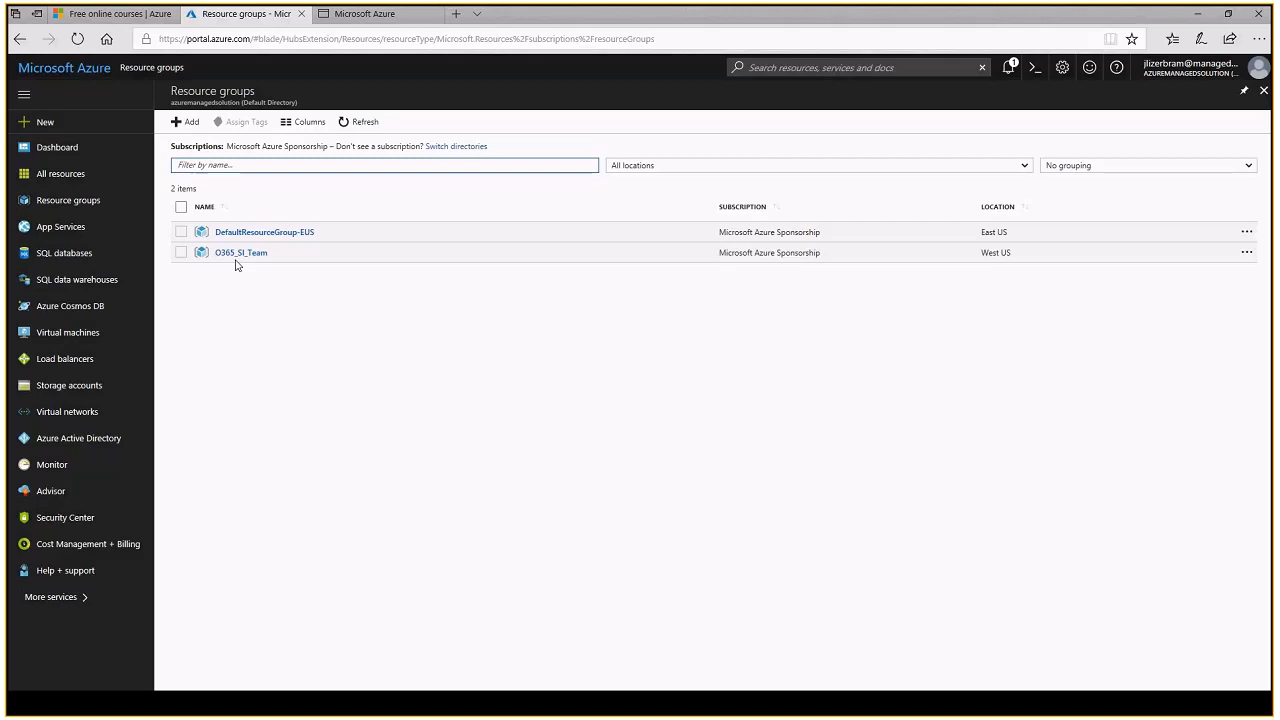 Free online courses | Azure
Resource groups - Micr
Microsoft Azure
https://portal.azure.com/#blade/HubsExtension/Resources/resourceType/Microsoft.Resources%2Fsubscriptions%2FresourceGroups
Microsoft Azure
Resource groups
Search resources, services and docs
1
jlizerbram@managed...
AZUREMANAGEDSOLUTION (...
Resource groups
azuremanagedsolution (Default Directory)
New
Dashboard
All resources
Resource groups
App Services
SQL databases
SQL data warehouses
Azure Cosmos DB
Virtual machines
Load balancers
Storage accounts
Virtual networks
Azure Active Directory
Monitor
Advisor
Security Center
Cost Management + Billing
Help + support
More services
Add
Assign Tags
Columns
Refresh
Subscriptions: Microsoft Azure Sponsorship – Don't see a subscription? Switch directories
Filter by name...
All locations
No grouping
2 items
NAME SUBSCRIPTION LOCATION
DefaultResourceGroup-EUS Microsoft Azure Sponsorship East US
O365_SI_Team Microsoft Azure Sponsorship West US